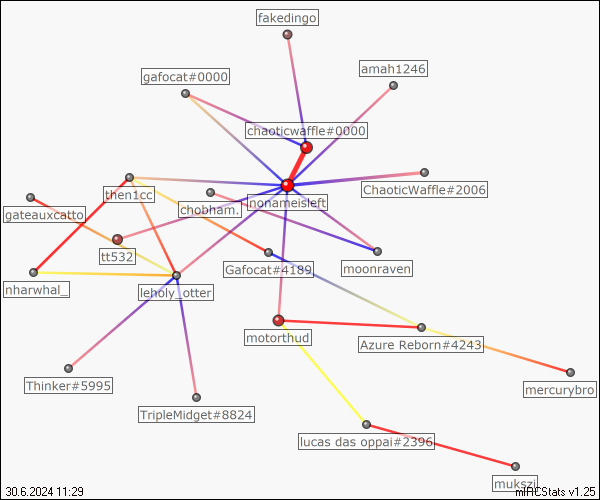 fakedingo
amah1246
gafocat#0000
chaoticwaffle#0000
ChaoticWaffle#2006
then1cc
nonameisleft
chobham.
gateauxcatto
tt532
Gafocat#4189
moonraven
nharwhal_
leholy_otter
motorthud
Azure Reborn#4243
Thinker#5995
mercurybro
TripleMidget#8824
lucas das oppai#2396
mukszi
30.6.2024 11:29
mIRCStats v1.25